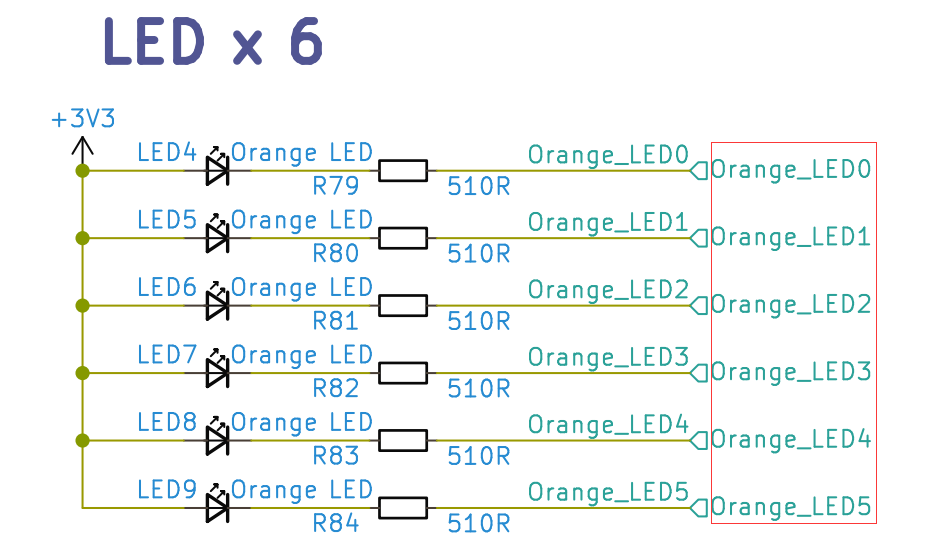 LED x 6
+3V3
LED4 Orange LED Orange_LED0
R79 510R Orange_LED0
LED5 Orange LED Orange_LED1
R80 510R Orange_LED1
LED6 Orange LED Orange_LED2
R81 510R Orange_LED2
LED7 Orange LED Orange_LED3
R82 510R Orange_LED3
LED8 Orange LED Orange_LED4
R83 510R Orange_LED4
LED9 Orange LED Orange_LED5
R84 510R Orange_LED5